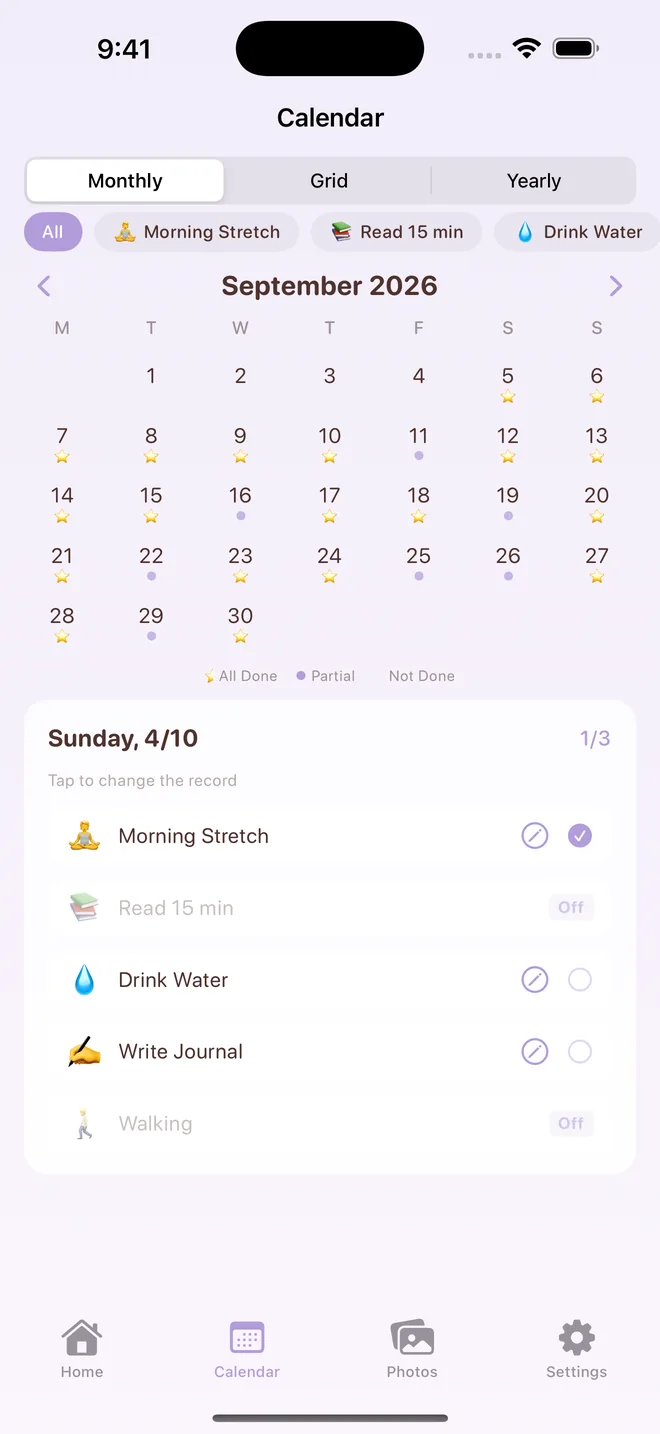 9:41
Calendar
Monthly Grid Yearly
All Morning Stretch Read 15 min Drink Water
September 2026
M T W T F S S
1 2 3 4 5 6
7 8 9 10 11 12 13
14 15 16 17 18 19 20
21 22 23 24 25 26 27
28 29 30
All Done Partial Not Done
Sunday, 4/10 1/3
Tap to change the record
Morning Stretch
Read 15 min Off
Drink Water
Write Journal
Walking Off
Home Calendar Photos Settings